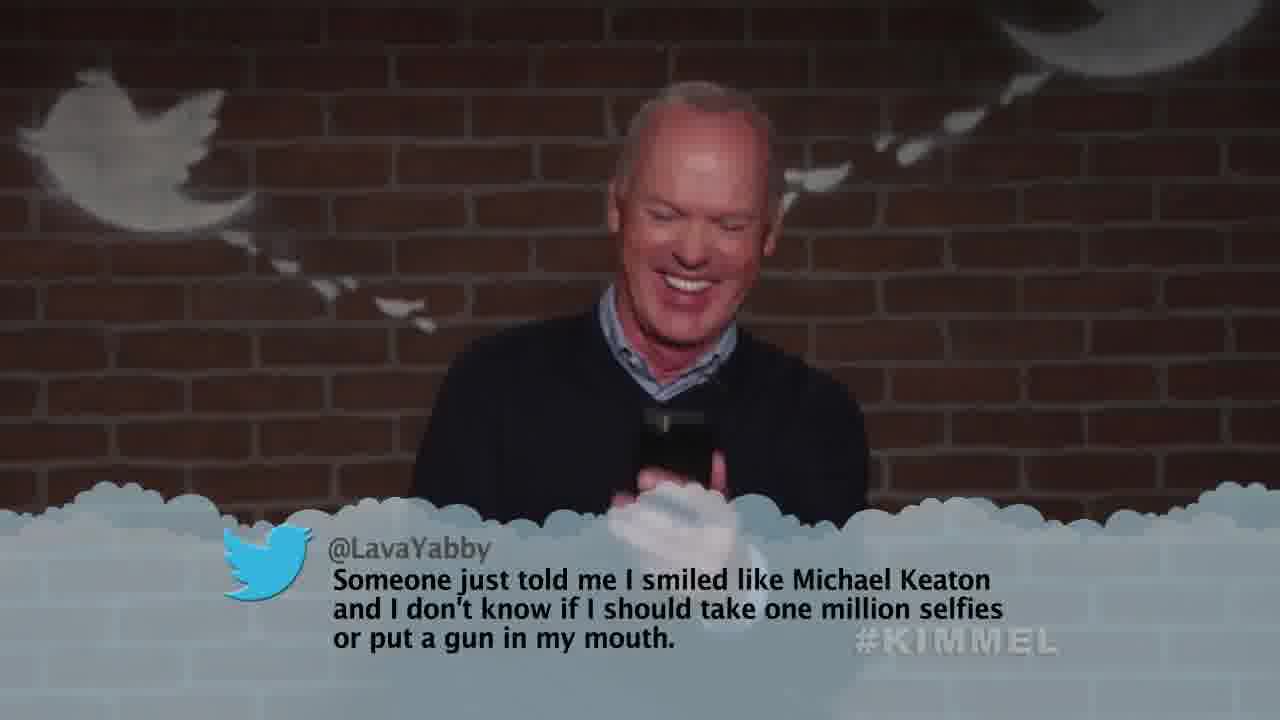 @LavaYabby
Someone just told me I smiled like Michael Keaton
and I don't know if I should take one million selfies
or put a gun in my mouth.
#KIMMEL